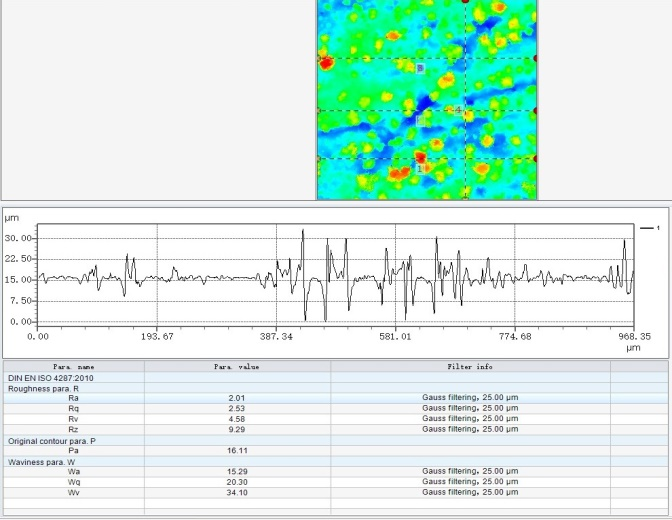 1
µm
1
30.00
22.50
15.00
7.50
0.00
0.00 193.67 387.34 581.01 774.68 968.35
µm
Para. name Para. value Filter info
DIN EN ISO 4287:2010
Roughness para. R
Ra 2.01 Gauss filtering, 25.00 µm
Rq 2.53 Gauss filtering, 25.00 µm
Rv 4.58 Gauss filtering, 25.00 µm
Rz 9.29 Gauss filtering, 25.00 µm
Original contour para. P
Pa 16.11
Waviness para. W
Wa 15.29 Gauss filtering, 25.00 µm
Wq 20.30 Gauss filtering, 25.00 µm
Wv 34.10 Gauss filtering, 25.00 µm